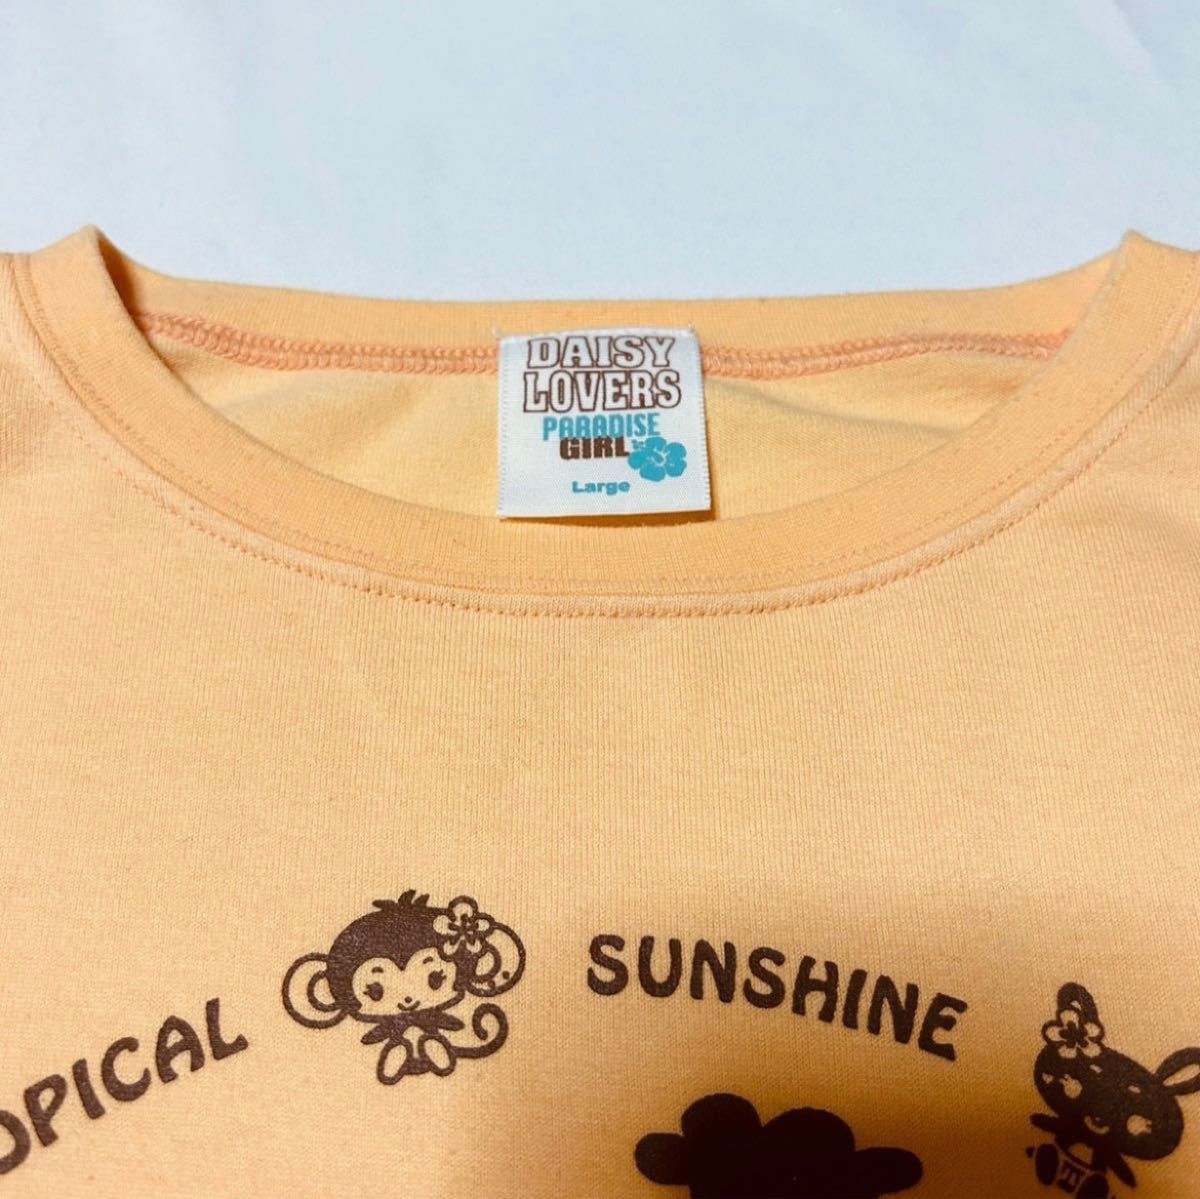 DAISY
LOVERS
PARADISE
GIRL
Large
OPICAL SUNSHINE